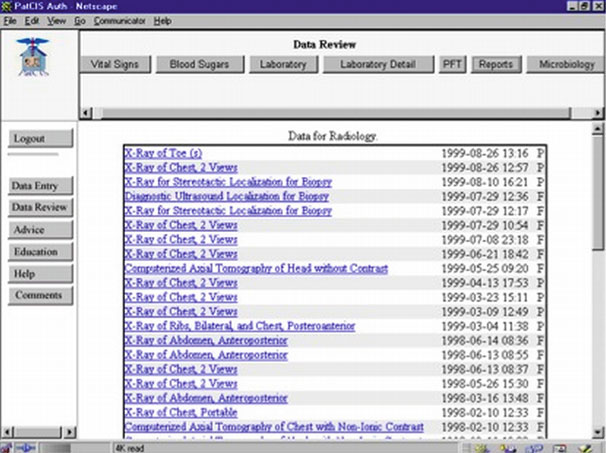 PatCIS Auth - Netscape
File Edit View Go Communicator Help
Data Review
Vital Signs Blood Sugars Laboratory Laboratory Detail PFT Reports Microbiology
Logout
Data Entry
Data Review
Advice
Education
Help
Comments
Data for Radiology.
X-Ray of Toe (s) 1999-08-26 13:16 P
X-Ray of Chest, 2 Views 1999-08-26 12:57 P
X-Ray for Stereotactic Localization for Biopsy 1999-08-10 16:21 P
Diagnostic Ultrasound Localization for Biopsy 1999-07-29 12:36 F
X-Ray for Stereotactic Localization for Biopsy 1999-07-29 12:17 F
X-Ray of Chest, 2 Views 1999-07-29 10:54 F
X-Ray of Chest, 2 Views 1999-07-08 23:18 F
X-Ray of Chest, 2 Views 1999-06-21 18:42 F
Computerized Axial Tomography of Head without Contrast 1999-05-25 09:20 F
X-Ray of Chest, 2 Views 1999-04-13 17:53 P
X-Ray of Chest, 2 Views 1999-03-23 15:11 P
X-Ray of Chest, 2 Views 1999-03-09 12:49 P
X-Ray of Ribs, Bilateral, and Chest, Posteroanterior 1999-03-04 11:38 F
X-Ray of Abdomen, Anteroposterior 1998-06-14 08:36 F
X-Ray of Abdomen, Anteroposterior 1998-06-13 08:55 F
X-Ray of Chest, 2 Views 1998-06-13 08:37 F
X-Ray of Chest, 2 Views 1998-05-26 15:30 F
X-Ray of Abdomen, Anteroposterior 1998-03-16 13:48 F
X-Ray of Chest, Portable 1998-02-10 12:33 F
Computerized Axial Tomography of Chest with Non-Ionic Contrast 1998-02-10 12:33 F
4K read